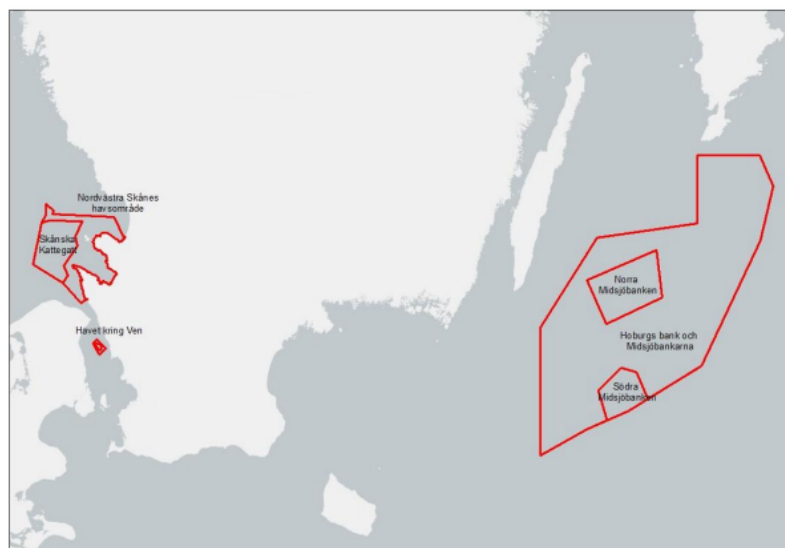 Nordvästra Skånes
havsområde
Skånska
Kattegatt
Havet kring Ven
Norra
Midsjöbanken
Hoburgs bank och
Midsjöbankarna
Södra
Midsjöbanken